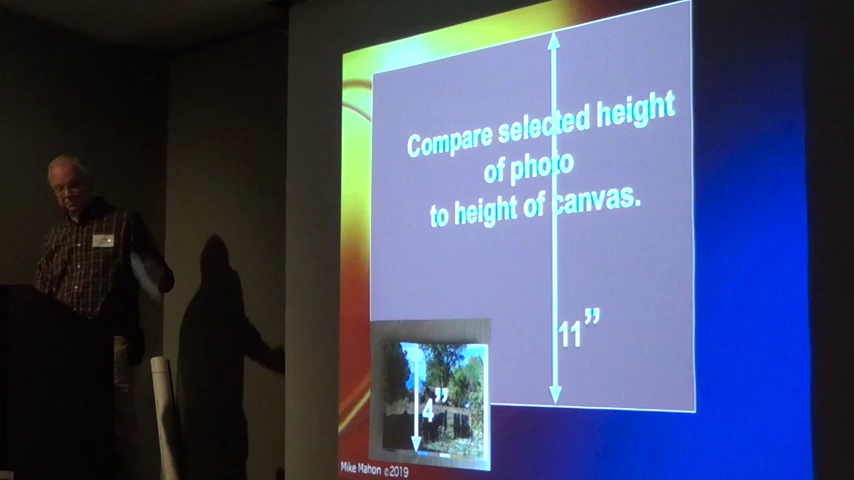 Compare selected height
of photo
to height of canvas.
11”
4”
Mike Mahon ©2019